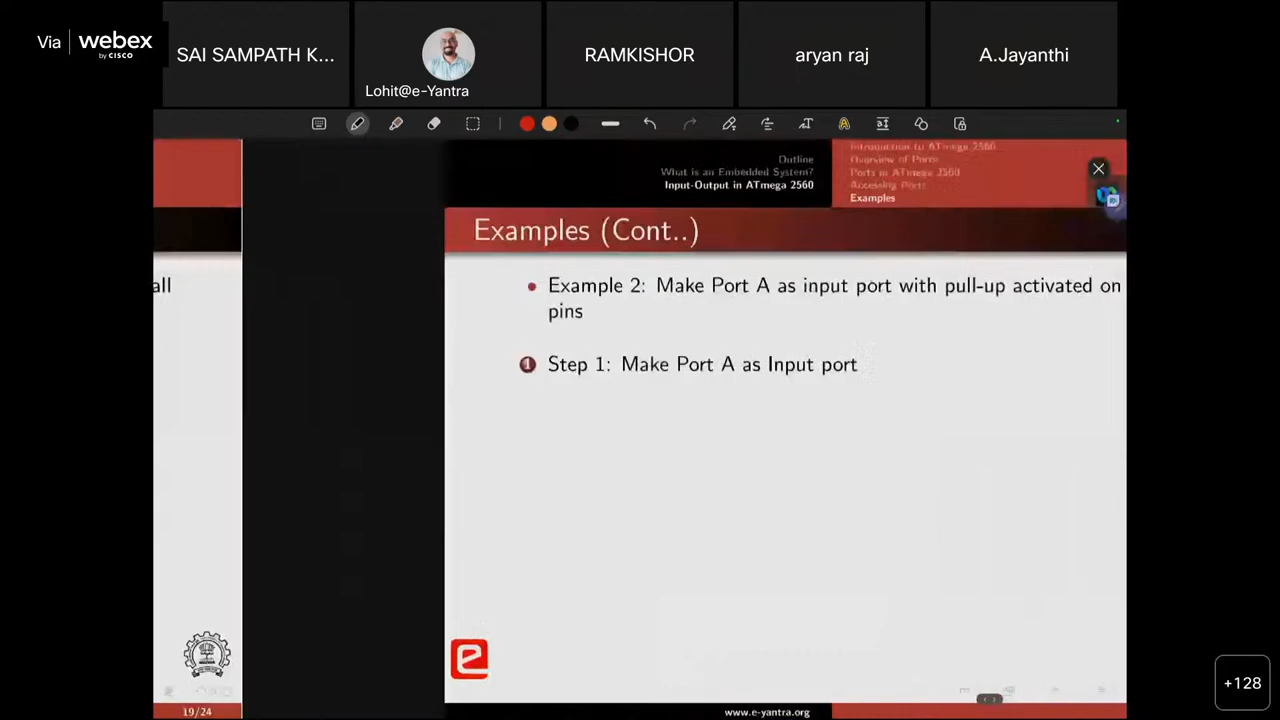 Via webex
by CISCO
SAI SAMPATH K...
Lohit@e-Yantra
RAMKISHOR
aryan raj
A.Jayanthi
Outline
What is an Embedded System?
Input-Output in ATmega 2560
Introduction to ATmega 2560
Overview of Ports
Ports in ATmega 2560
Accessing Ports
Examples
Examples (Cont..)
all
Example 2: Make Port A as input port with pull-up activated on
pins
1 Step 1: Make Port A as Input port
e
+128
19/24
www.e-yantra.org